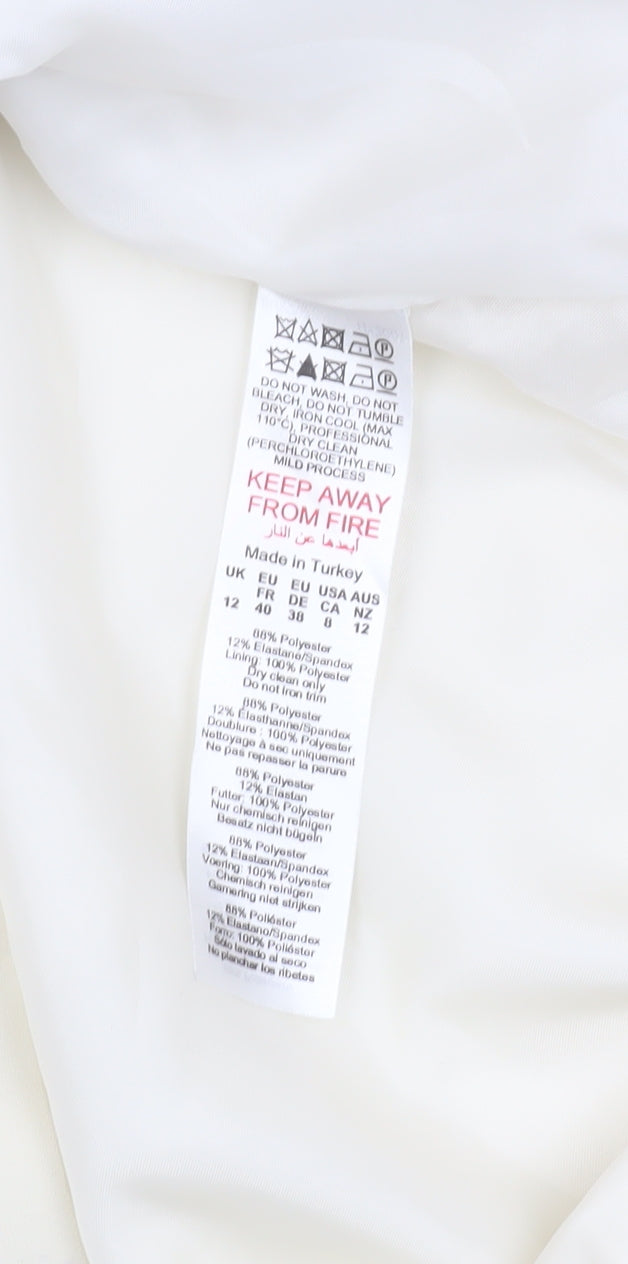 DO NOT WASH, DO NOT
BLEACH, DO NOT TUMBLE
DRY, IRON COOL (MAX
110°C), PROFESSIONAL
DRY CLEAN
(PERCHLOROETHYLENE)
MILD PROCESS
KEEP AWAY
FROM FIRE
أبعدها عن النار
Made in Turkey
UK EU FR EU DE USA CA AUS NZ
12 40 38 8 12
88% Polyester
12% Elastane/Spandex
Lining: 100% Polyester
Dry clean only
Do not iron trim
88% Polyester
12% Élasthanne/Spandex
Doublure : 100% Polyester
Nettoyage à sec uniquement
Ne pas repasser la parure
88% Polyester
12% Elastan
Futter: 100% Polyester
Nur chemisch reinigen
Besatz nicht bügeln
88% Polyester
12% Elastaan/Spandex
Voering: 100% Polyester
Chemisch reinigen
Garnering niet strijken
88% Poliéster
12% Elastano/Spandex
Forro: 100% Poliéster
Sólo lavado al seco
No planchar los ribetes